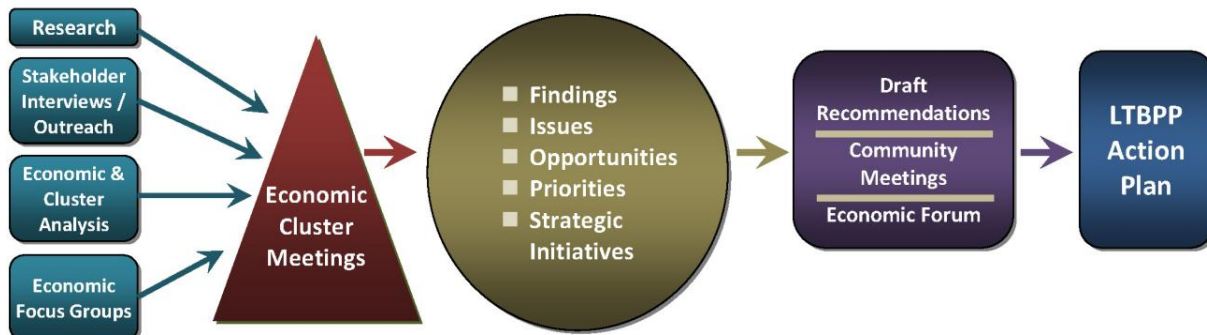 Research
Stakeholder
Interviews /
Outreach
Economic &
Cluster
Analysis
Economic
Focus Groups
Economic
Cluster
Meetings
Findings
Issues
Opportunities
Priorities
Strategic
Initiatives
Draft
Recommendations
Community
Meetings
Economic Forum
LTBPP
Action
Plan